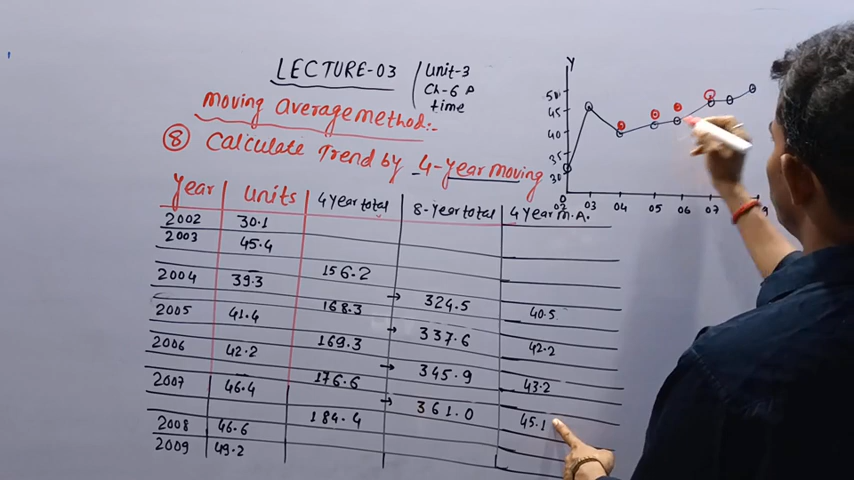 LECTURE-03
Unit-3
Ch-6 A
time
moving average method:-
⑧ Calculate Trend by 4-year moving
Year units 4 year total 8-year total 4 year m.A.
2002 30.1
2003 45.4
156.2
2004 39.3 324.5 40.5
168.3
2005 41.4 337.6 42.2
169.3
2006 42.2 345.9 43.2
176.6
2007 46.4 361.0 45.1
184.4
2008 46.6
2009 49.2
Y
50
45
40
35
30
02 03 04 05 06 07 9